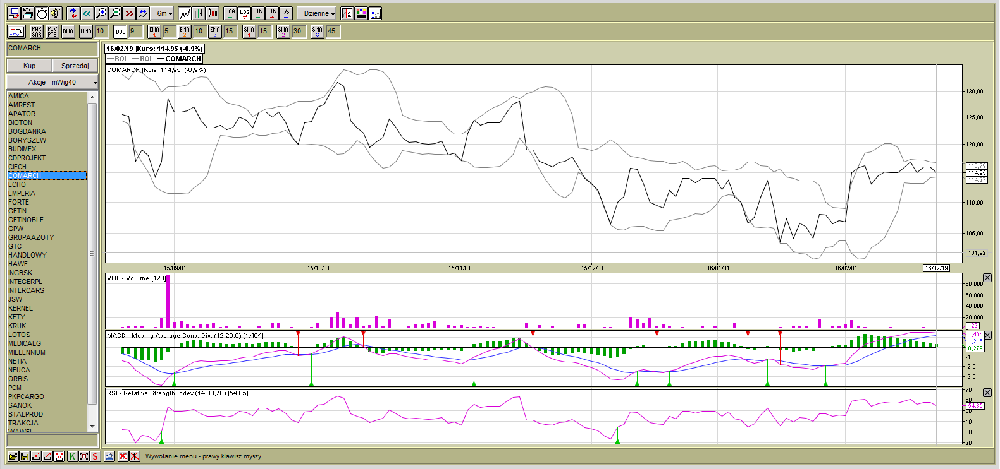 6m
LOG
LOG
LIN
LIN
%
Dzienne
PAR SAR
PIV PTS
DMA
WMA
10
BOL
9
EMA 1
5
EMA 2
10
EMA 3
15
SMA 1
15
SMA 2
30
SMA 3
45
COMARCH
Kup
Sprzedaj
Akcje - mWig40
AMICA
AMREST
APATOR
BIOTON
BOGDANKA
BORYSZEW
BUDIMEX
CDPROJEKT
CIECH
COMARCH
ECHO
EMPERIA
FORTE
GETIN
GETINOBLE
GPW
GRUPAAZOTY
GTC
HANDLOWY
HAWE
INGBSK
INTEGERPL
INTERCARS
JSW
KERNEL
KETY
KRUK
LOTOS
MEDICALG
MILLENNIUM
NETIA
NEUCA
ORBIS
PCM
PKPCARGO
SANOK
STALPROD
TRAKCJA
WAWEL
16/02/19 |Kurs: 114,95 (-0,9%)
BOL BOL COMARCH
COMARCH [Kurs: 114,95] (-0,9%)
130,00
125,00
120,00
116,79
114,95
114,27
110,00
105,00
101,92
15/09/01
15/10/01
15/11/01
15/12/01
16/01/01
16/02/01
16/02/19
VOL - Volume [123]
80 000
60 000
40 000
20 000
123
MACD - Moving Average Conv. Div. (12,26,9) [1,494]
1,494
1,216
0,279
-1,0
-2,0
-3,0
RSI - Relative Strength Index (14,30,70) [54,85]
70
60
54,85
50
40
30
20
K
S
Wywołanie menu - prawy klawisz myszy